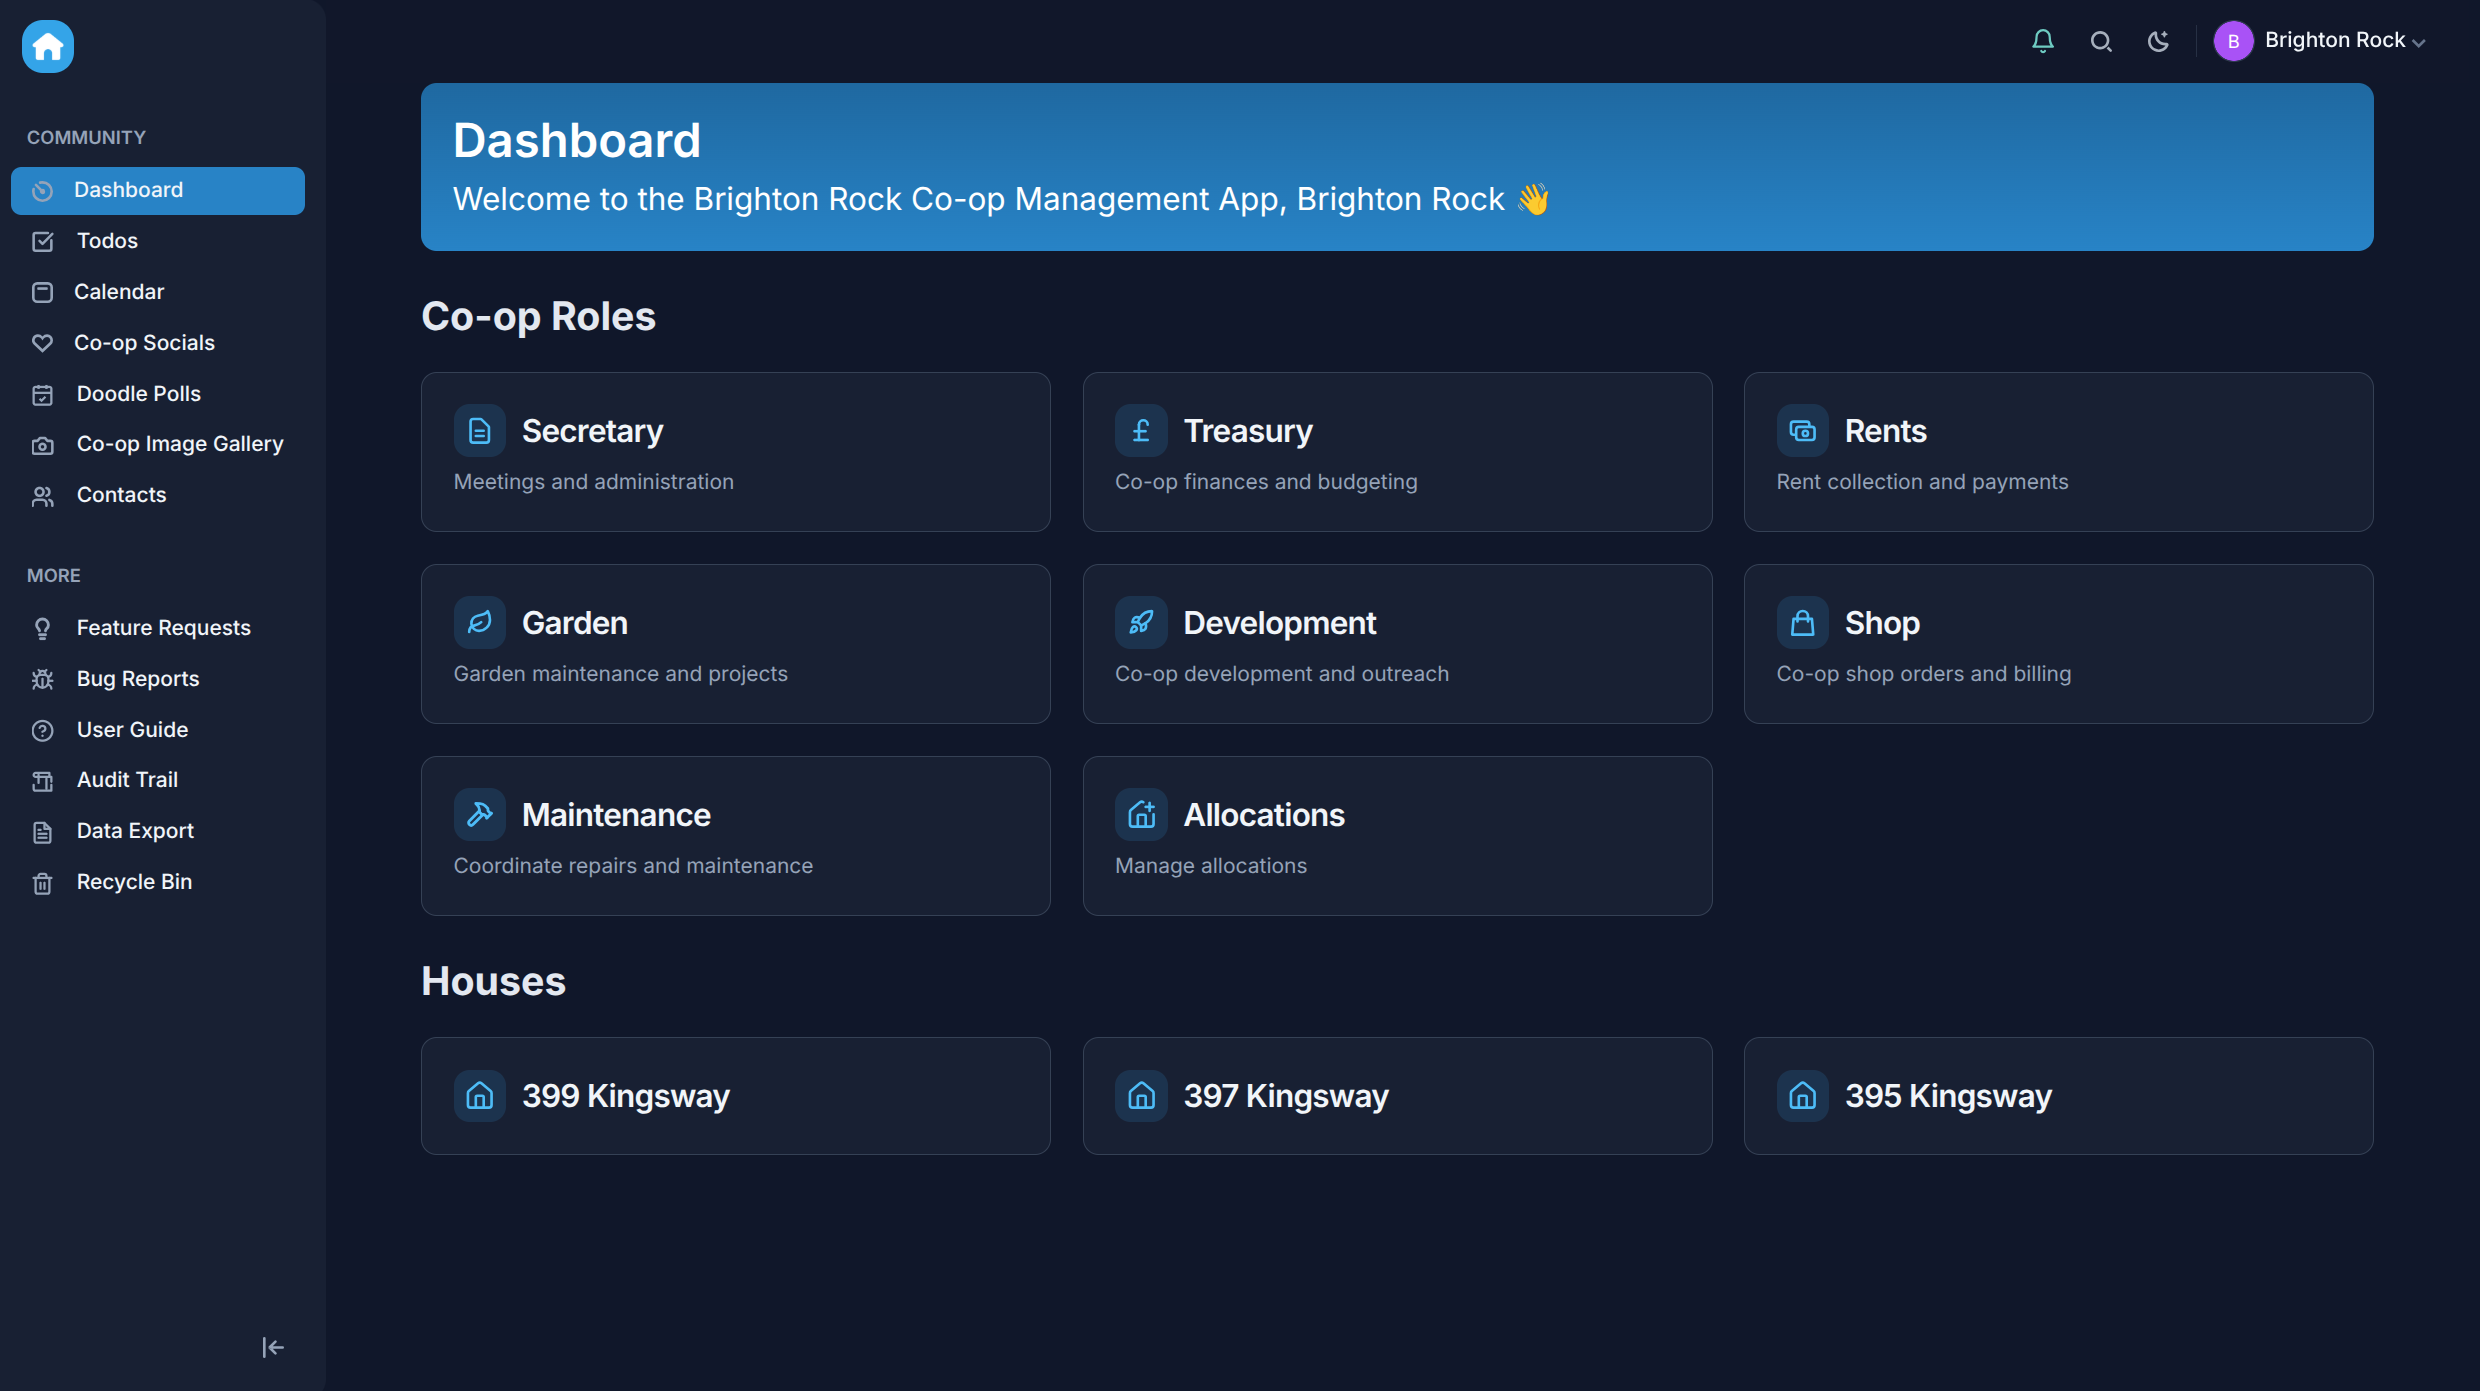 COMMUNITY
Dashboard
Todos
Calendar
Co-op Socials
Doodle Polls
Co-op Image Gallery
Contacts
MORE
Feature Requests
Bug Reports
User Guide
Audit Trail
Data Export
Recycle Bin
B Brighton Rock
Dashboard
Welcome to the Brighton Rock Co-op Management App, Brighton Rock 👋
Co-op Roles
Secretary
Meetings and administration
Treasury
Co-op finances and budgeting
Rents
Rent collection and payments
Garden
Garden maintenance and projects
Development
Co-op development and outreach
Shop
Co-op shop orders and billing
Maintenance
Coordinate repairs and maintenance
Allocations
Manage allocations
Houses
399 Kingsway
397 Kingsway
395 Kingsway